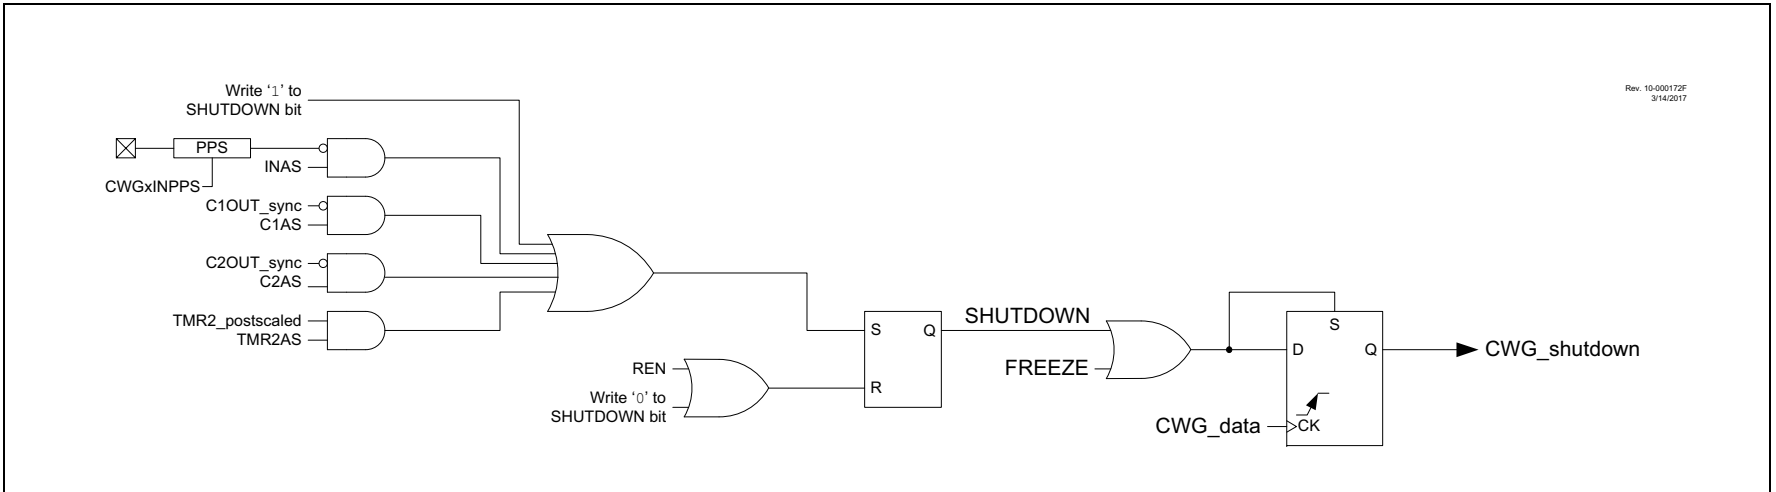 Write ‘1’ to
SHUTDOWN bit
Rev. 10-000172F
3/14/2017
PPS
INAS
CWGxINPPS
C1OUT_sync
C1AS
C2OUT_sync
C2AS
TMR2_postscaled
TMR2AS
S
Q
R
REN
Write ‘0’ to
SHUTDOWN bit
SHUTDOWN
FREEZE
S
D
Q
CWG_data
CK
CWG_shutdown